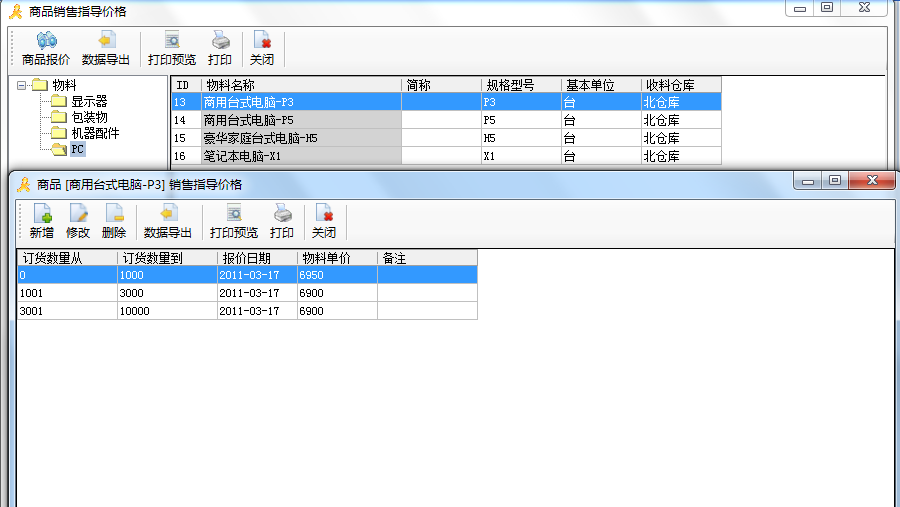 商品销售指导价格
商品报价 数据导出 打印预览 打印 关闭
物料
显示器
包装物
机器配件
PC
ID 物料名称 简称 规格型号 基本单位 收料仓库
13 商用台式电脑-P3 P3 台 北仓库
14 商用台式电脑-P5 P5 台 北仓库
15 豪华家庭台式电脑-H5 H5 台 北仓库
16 笔记本电脑-X1 X1 台 北仓库
商品 [商用台式电脑-P3] 销售指导价格
新增 修改 删除 数据导出 打印预览 打印 关闭
订货数量从 订货数量到 报价日期 物料单价 备注
0 1000 2011-03-17 6950
1001 3000 2011-03-17 6900
3001 10000 2011-03-17 6900